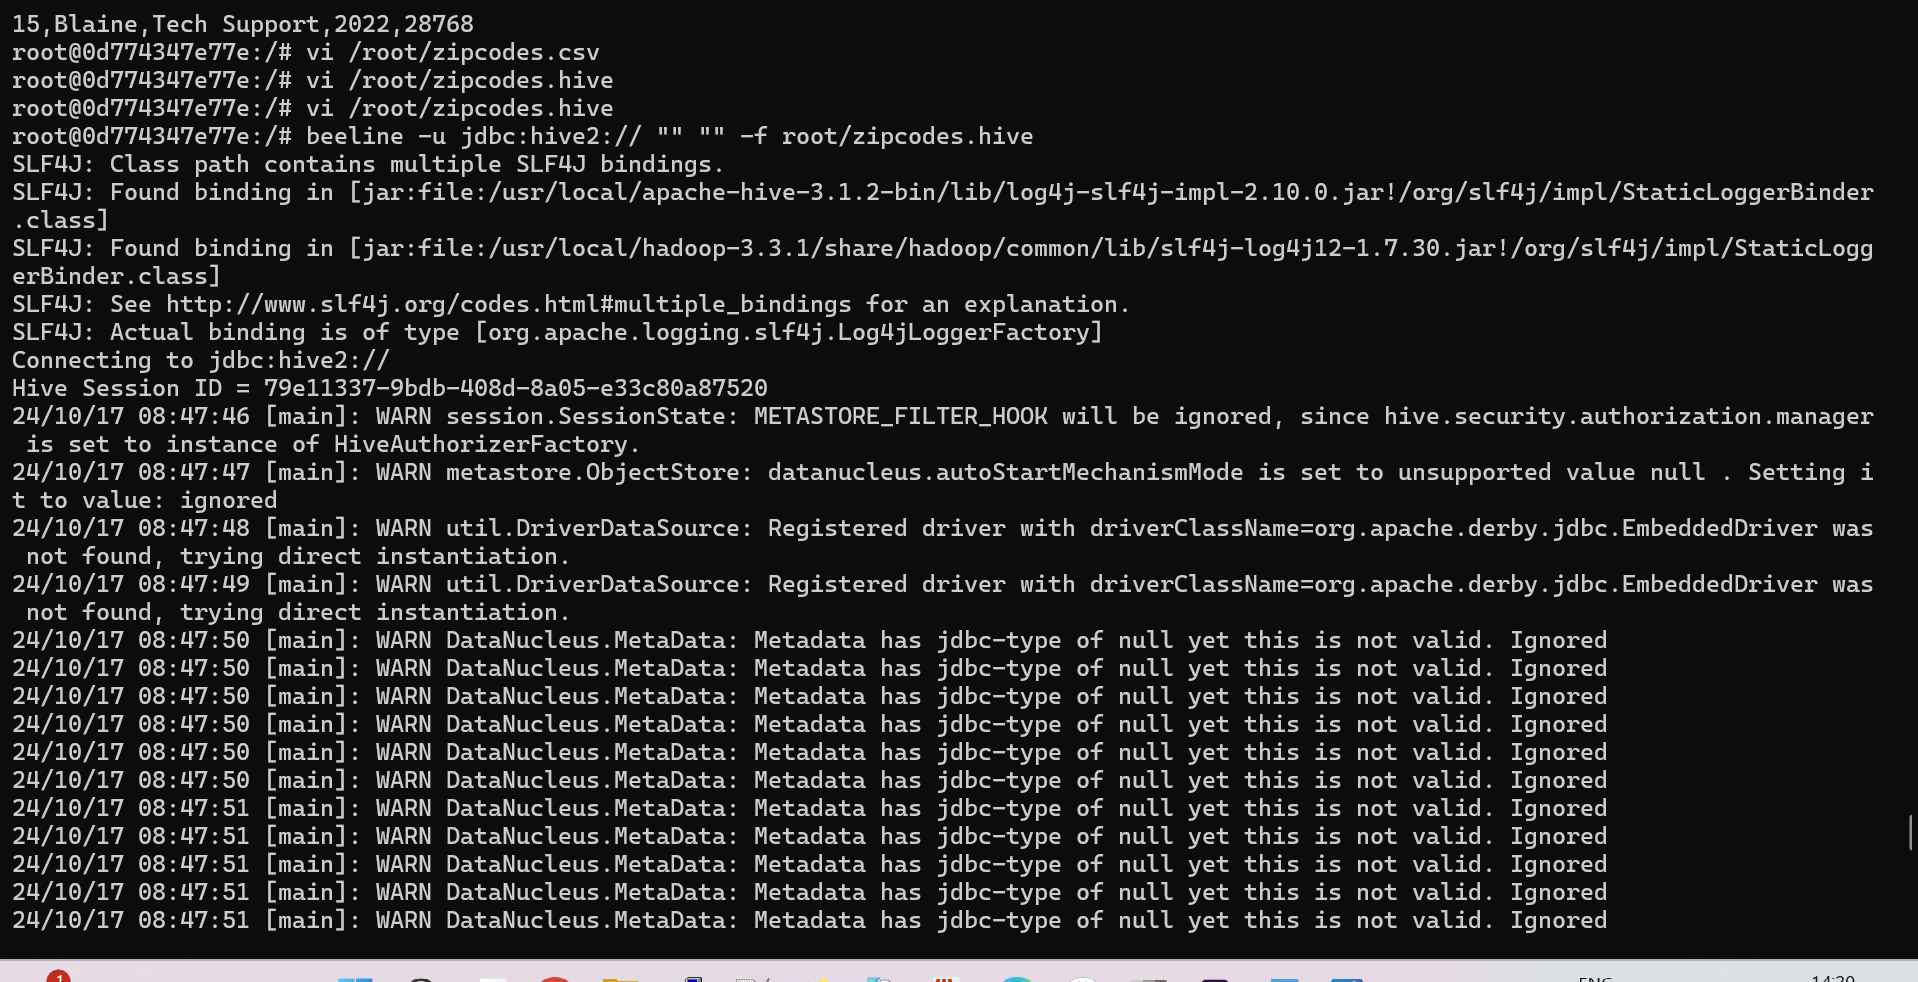 15,Blaine,Tech Support,2022,28768
root@0d774347e77e:/# vi /root/zipcodes.csv
root@0d774347e77e:/# vi /root/zipcodes.hive
root@0d774347e77e:/# vi /root/zipcodes.hive
root@0d774347e77e:/# beeline -u jdbc:hive2:// "" "" -f root/zipcodes.hive
SLF4J: Class path contains multiple SLF4J bindings.
SLF4J: Found binding in [jar:file:/usr/local/apache-hive-3.1.2-bin/lib/log4j-slf4j-impl-2.10.0.jar!/org/slf4j/impl/StaticLoggerBinder
.class]
SLF4J: Found binding in [jar:file:/usr/local/hadoop-3.3.1/share/hadoop/common/lib/slf4j-log4j12-1.7.30.jar!/org/slf4j/impl/StaticLogg
erBinder.class]
SLF4J: See http://www.slf4j.org/codes.html#multiple_bindings for an explanation.
SLF4J: Actual binding is of type [org.apache.logging.slf4j.Log4jLoggerFactory]
Connecting to jdbc:hive2://
Hive Session ID = 79e11337-9bdb-408d-8a05-e33c80a87520
24/10/17 08:47:46 [main]: WARN session.SessionState: METASTORE_FILTER_HOOK will be ignored, since hive.security.authorization.manager
 is set to instance of HiveAuthorizerFactory.
24/10/17 08:47:47 [main]: WARN metastore.ObjectStore: datanucleus.autoStartMechanismMode is set to unsupported value null . Setting i
t to value: ignored
24/10/17 08:47:48 [main]: WARN util.DriverDataSource: Registered driver with driverClassName=org.apache.derby.jdbc.EmbeddedDriver was
 not found, trying direct instantiation.
24/10/17 08:47:49 [main]: WARN util.DriverDataSource: Registered driver with driverClassName=org.apache.derby.jdbc.EmbeddedDriver was
 not found, trying direct instantiation.
24/10/17 08:47:50 [main]: WARN DataNucleus.MetaData: Metadata has jdbc-type of null yet this is not valid. Ignored
24/10/17 08:47:50 [main]: WARN DataNucleus.MetaData: Metadata has jdbc-type of null yet this is not valid. Ignored
24/10/17 08:47:50 [main]: WARN DataNucleus.MetaData: Metadata has jdbc-type of null yet this is not valid. Ignored
24/10/17 08:47:50 [main]: WARN DataNucleus.MetaData: Metadata has jdbc-type of null yet this is not valid. Ignored
24/10/17 08:47:50 [main]: WARN DataNucleus.MetaData: Metadata has jdbc-type of null yet this is not valid. Ignored
24/10/17 08:47:50 [main]: WARN DataNucleus.MetaData: Metadata has jdbc-type of null yet this is not valid. Ignored
24/10/17 08:47:51 [main]: WARN DataNucleus.MetaData: Metadata has jdbc-type of null yet this is not valid. Ignored
24/10/17 08:47:51 [main]: WARN DataNucleus.MetaData: Metadata has jdbc-type of null yet this is not valid. Ignored
24/10/17 08:47:51 [main]: WARN DataNucleus.MetaData: Metadata has jdbc-type of null yet this is not valid. Ignored
24/10/17 08:47:51 [main]: WARN DataNucleus.MetaData: Metadata has jdbc-type of null yet this is not valid. Ignored
24/10/17 08:47:51 [main]: WARN DataNucleus.MetaData: Metadata has jdbc-type of null yet this is not valid. Ignored
1